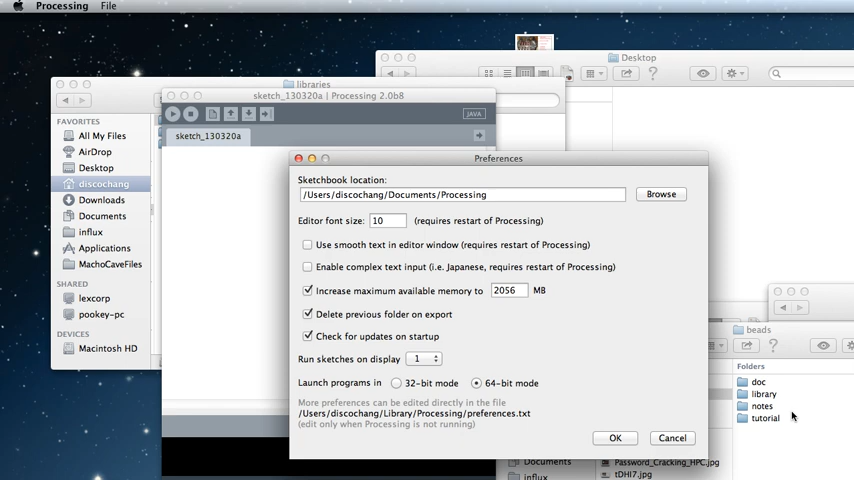 Processing File
Desktop
libraries
sketch_130320a | Processing 2.0b8
JAVA
sketch_130320a
FAVORITES
All My Files
AirDrop
Desktop
discochang
Downloads
Documents
influx
Applications
MachoCaveFiles
SHARED
lexcorp
pookey-pc
DEVICES
Macintosh HD
Preferences
Sketchbook location:
/Users/discochang/Documents/Processing
Browse
Editor font size: 10 (requires restart of Processing)
Use smooth text in editor window (requires restart of Processing)
Enable complex text input (i.e. Japanese, requires restart of Processing)
Increase maximum available memory to 2056 MB
Delete previous folder on export
Check for updates on startup
Run sketches on display 1
Launch programs in 32-bit mode 64-bit mode
More preferences can be edited directly in the file
/Users/discochang/Library/Processing/preferences.txt
(edit only when Processing is not running)
OK Cancel
beads
Folders
doc
library
notes
tutorial
Documents
influx
Password_Cracking_HPC.jpg
tDHI7.jpg